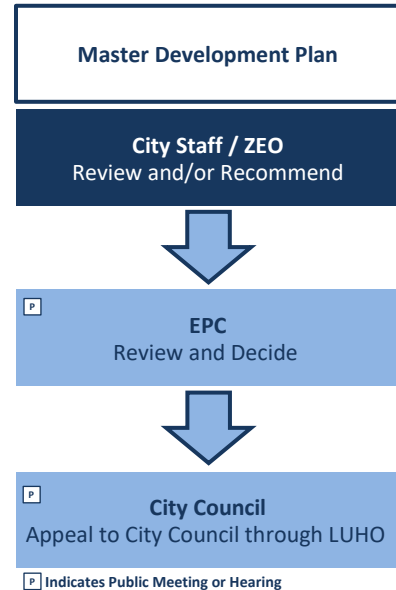 Master Development Plan
City Staff / ZEO
Review and/or Recommend
P
EPC
Review and Decide
P
City Council
Appeal to City Council through LUHO
P Indicates Public Meeting or Hearing